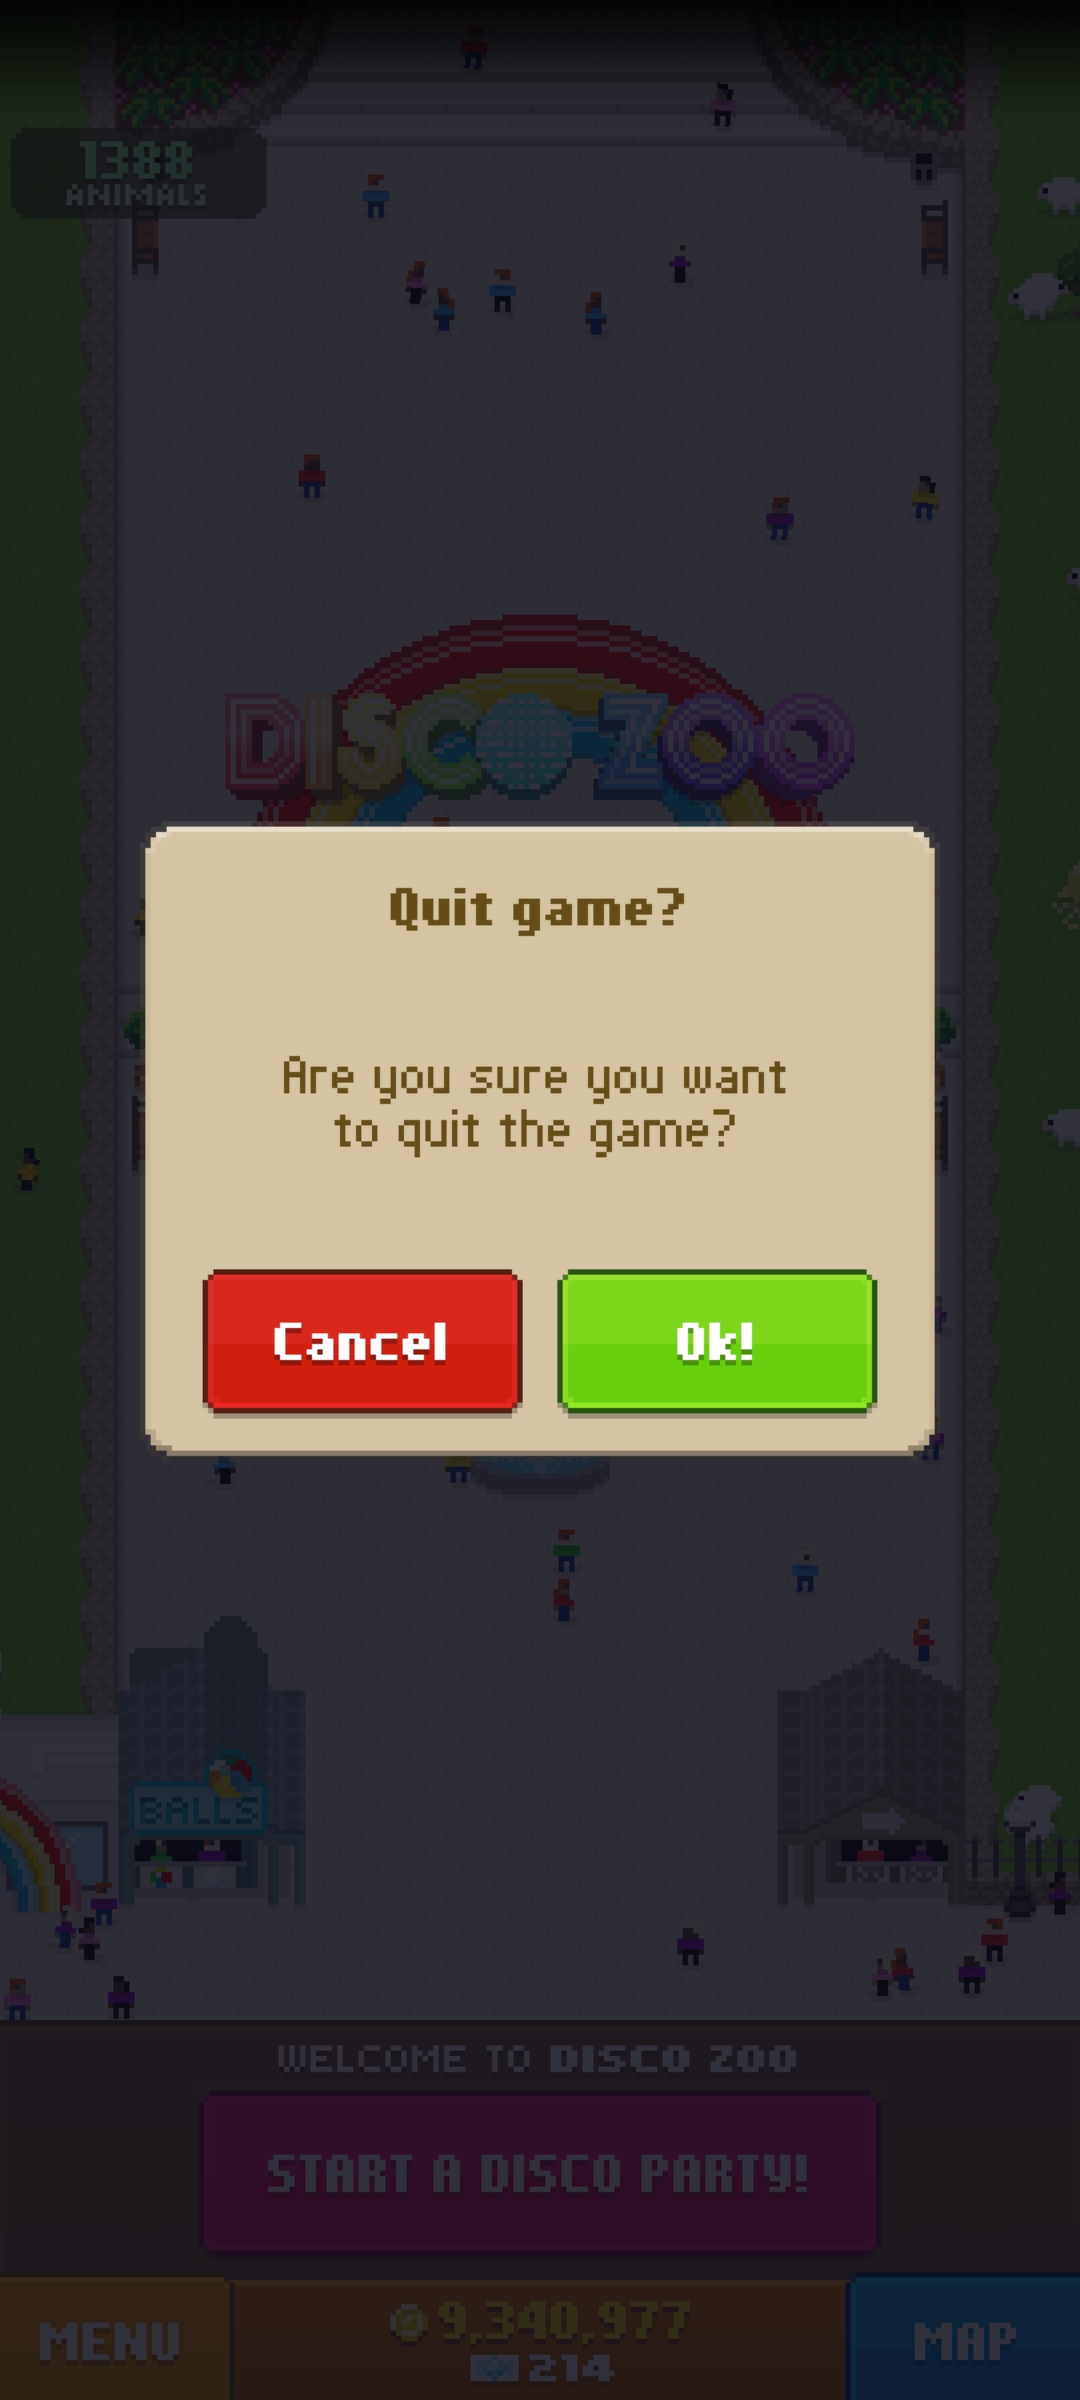 1388
ANIMALS
DISCO ZOO
Quit game?
Are you sure you want
to quit the game?
Cancel
Ok!
BALLS
WELCOME TO DISCO ZOO
START A DISCO PARTY!
MENU
9,340,977
214
MAP